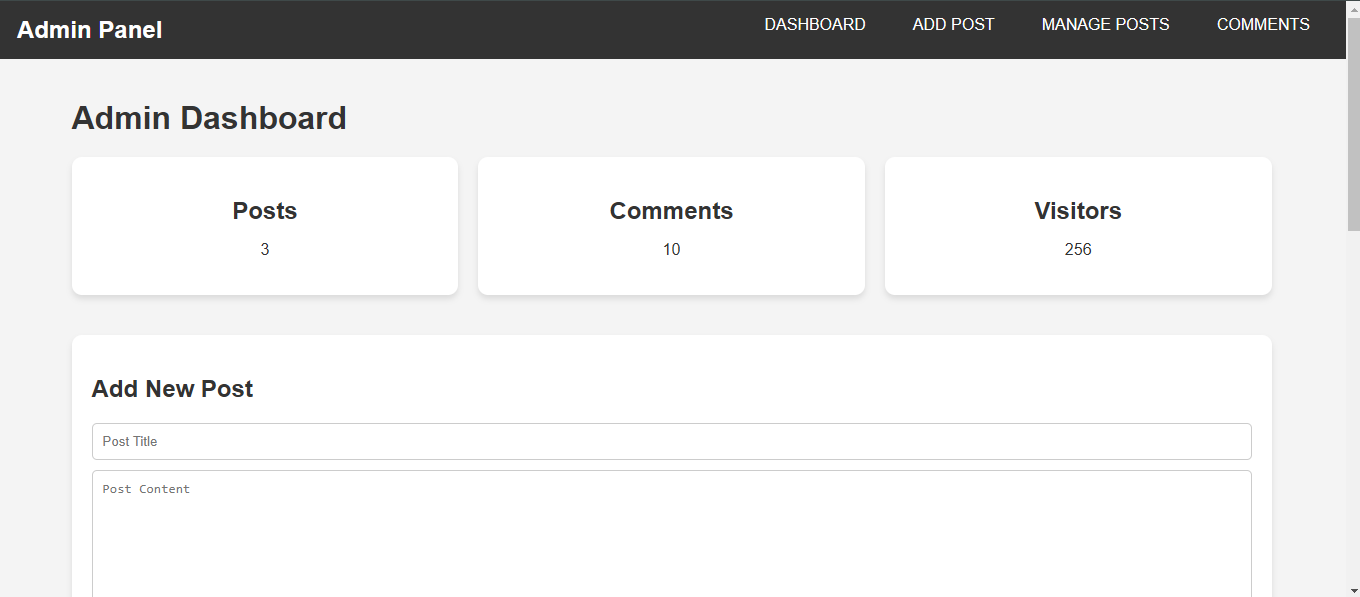 Admin Panel
DASHBOARD ADD POST MANAGE POSTS COMMENTS
Admin Dashboard
Posts
3
Comments
10
Visitors
256
Add New Post
Post Title
Post Content